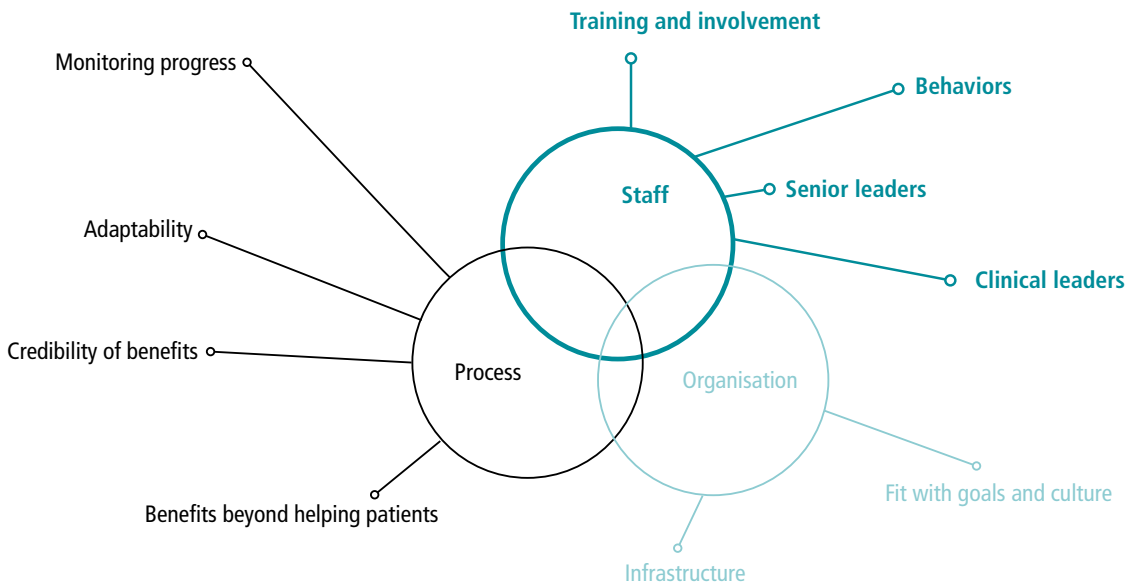 Training and involvement
Monitoring progress
Behaviors
Senior leaders
Staff
Adaptability
Clinical leaders
Credibility of benefits
Process
Organisation
Fit with goals and culture
Benefits beyond helping patients
Infrastructure